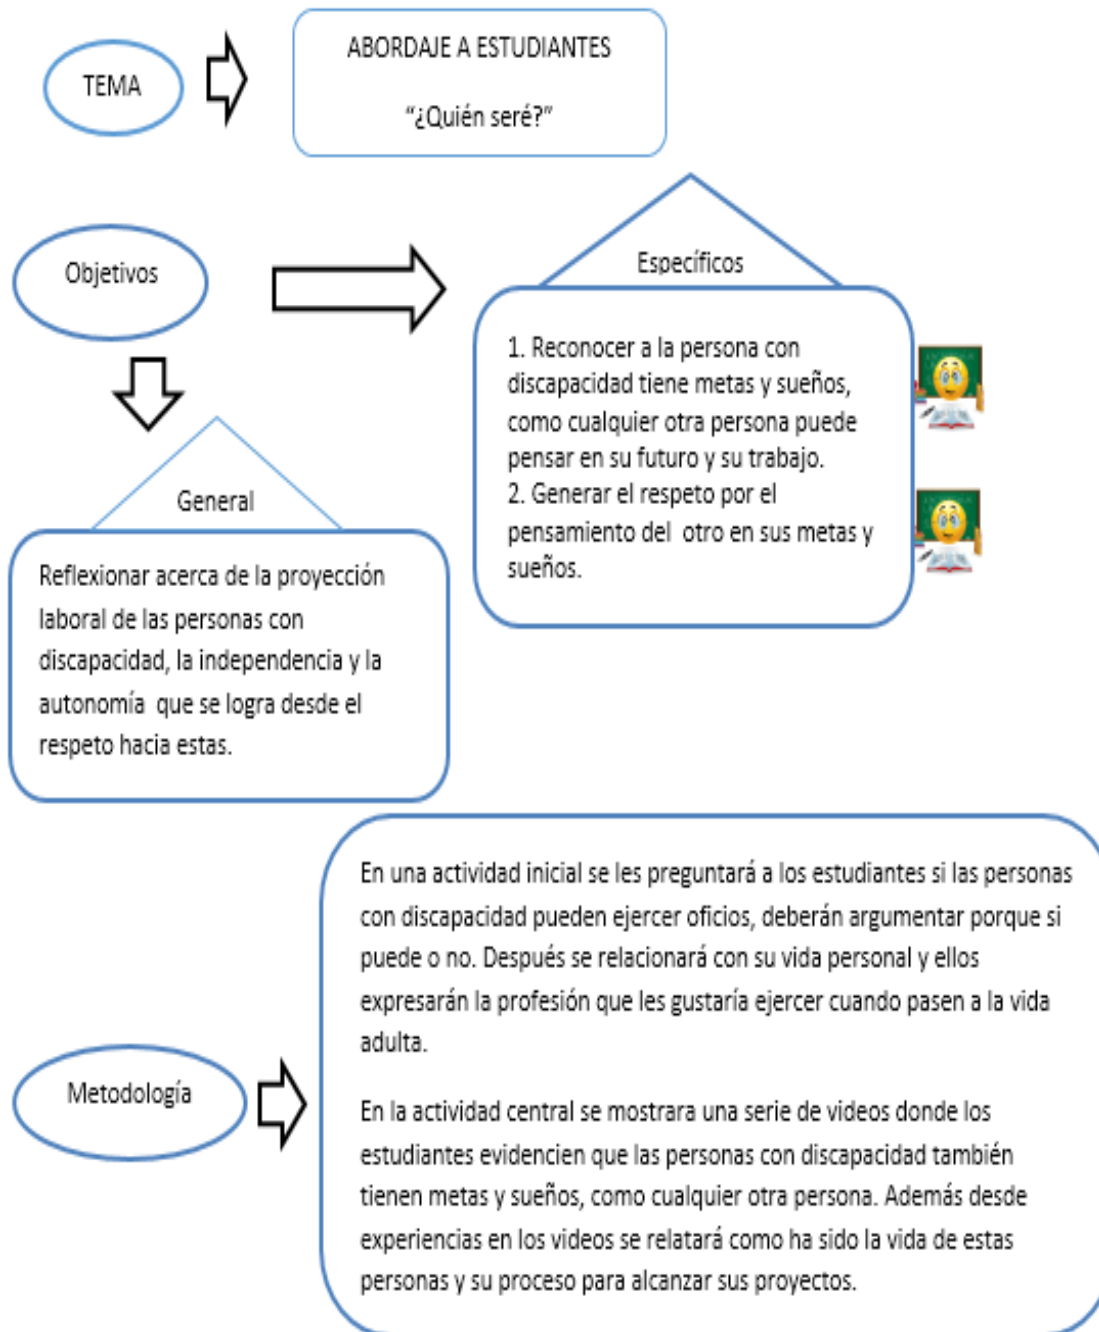 TEMA
ABORDAJE A ESTUDIANTES
“¿Quién seré?”
Objetivos
Específicos
1. Reconocer a la persona con
discapacidad tiene metas y sueños,
como cualquier otra persona puede
pensar en su futuro y su trabajo.
2. Generar el respeto por el
pensamiento del otro en sus metas y
sueños.
General
Reflexionar acerca de la proyección
laboral de las personas con
discapacidad, la independencia y la
autonomía que se logra desde el
respeto hacia estas.
Metodología
En una actividad inicial se les preguntará a los estudiantes si las personas
con discapacidad pueden ejercer oficios, deberán argumentar porque si
puede o no. Después se relacionará con su vida personal y ellos
expresarán la profesión que les gustaría ejercer cuando pasen a la vida
adulta.
En la actividad central se mostrara una serie de videos donde los
estudiantes evidencien que las personas con discapacidad también
tienen metas y sueños, como cualquier otra persona. Además desde
experiencias en los videos se relatará como ha sido la vida de estas
personas y su proceso para alcanzar sus proyectos.